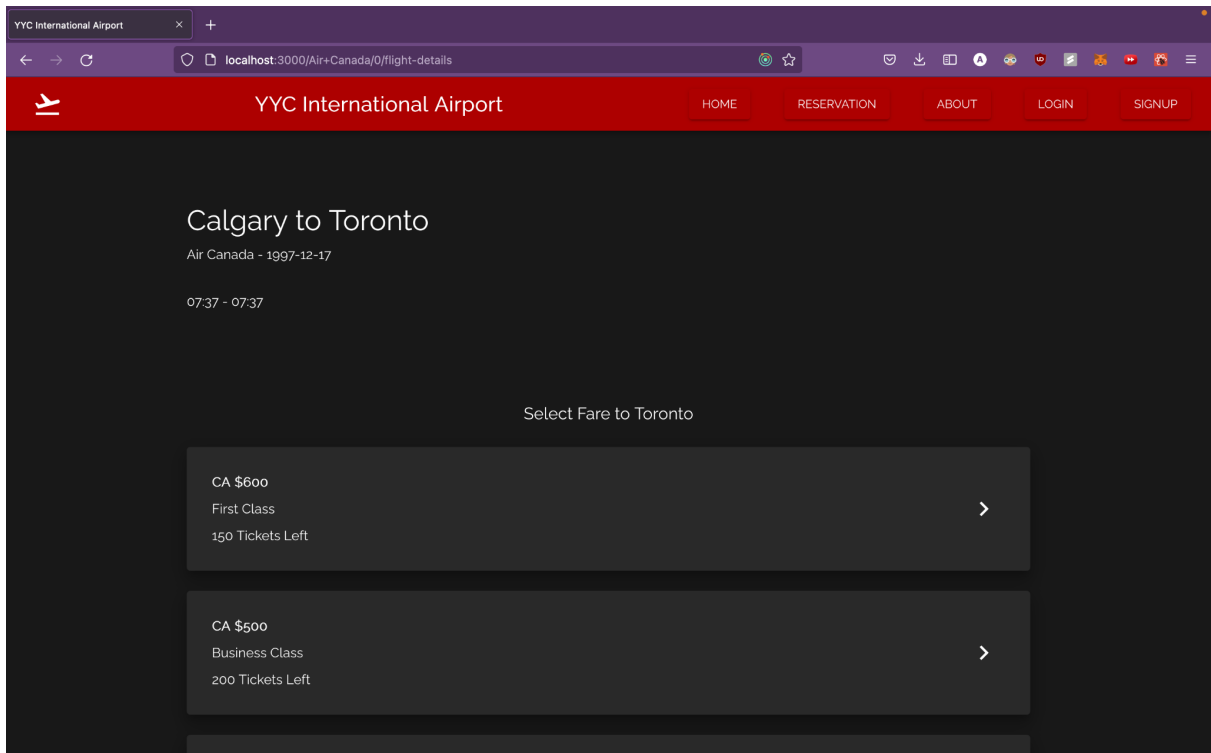 YYC International Airport
localhost:3000/Air+Canada/0/flight-details
YYC International Airport HOME RESERVATION ABOUT LOGIN SIGNUP
Calgary to Toronto
Air Canada - 1997-12-17
07:37 - 07:37
Select Fare to Toronto
CA $600
First Class
150 Tickets Left
CA $500
Business Class
200 Tickets Left